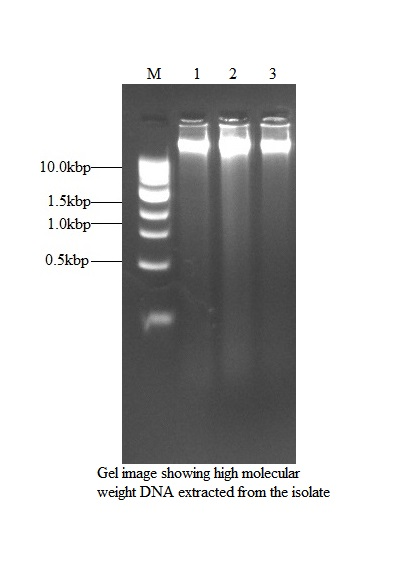 M 1 2 3
10.0kbp
1.5kbp
1.0kbp
0.5kbp
Gel image showing high molecular
weight DNA extracted from the isolate